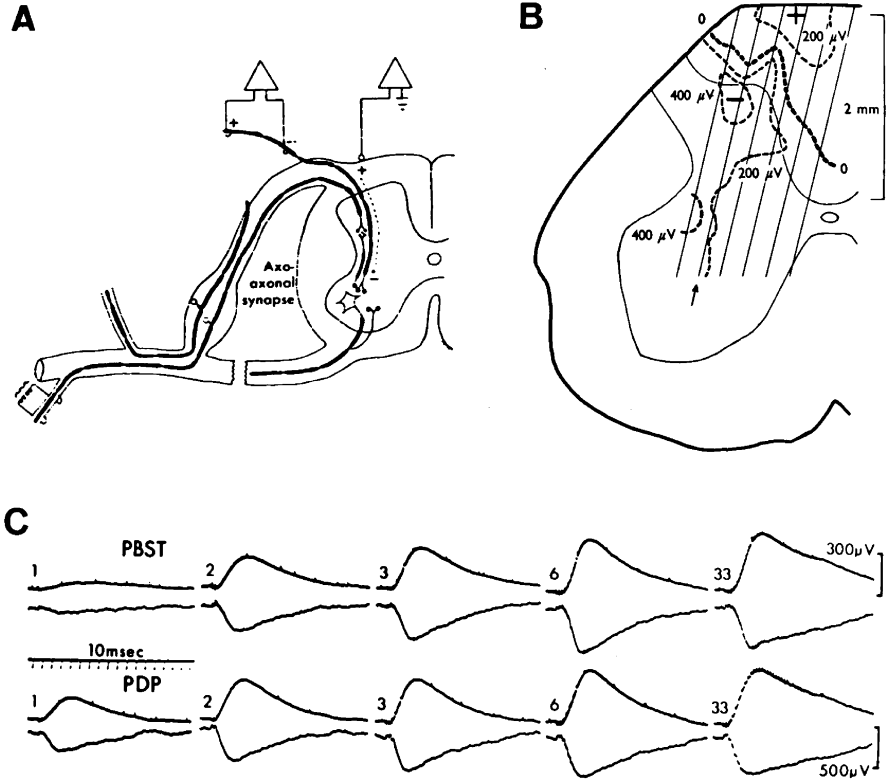 A
+
−
+
−
Axo-
axonal
synapse
B
0
+
200 µV
400 µV
−
2 mm
0
200 µV
400 µV
C
PBST
1
2
3
6
33
300µV
10msec
PDP
1
2
3
6
33
500µV